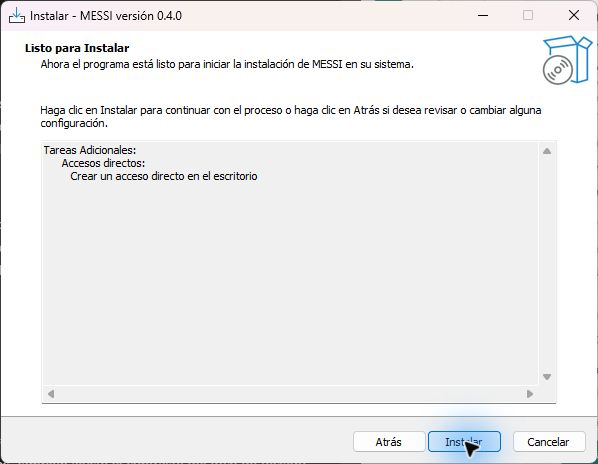 Instalar - MESSI versión 0.4.0
Listo para Instalar
Ahora el programa está listo para iniciar la instalación de MESSI en su sistema.
Haga clic en Instalar para continuar con el proceso o haga clic en Atrás si desea revisar o cambiar alguna
configuración.
Tareas Adicionales:
Accesos directos:
Crear un acceso directo en el escritorio
Atrás
Instalar
Cancelar